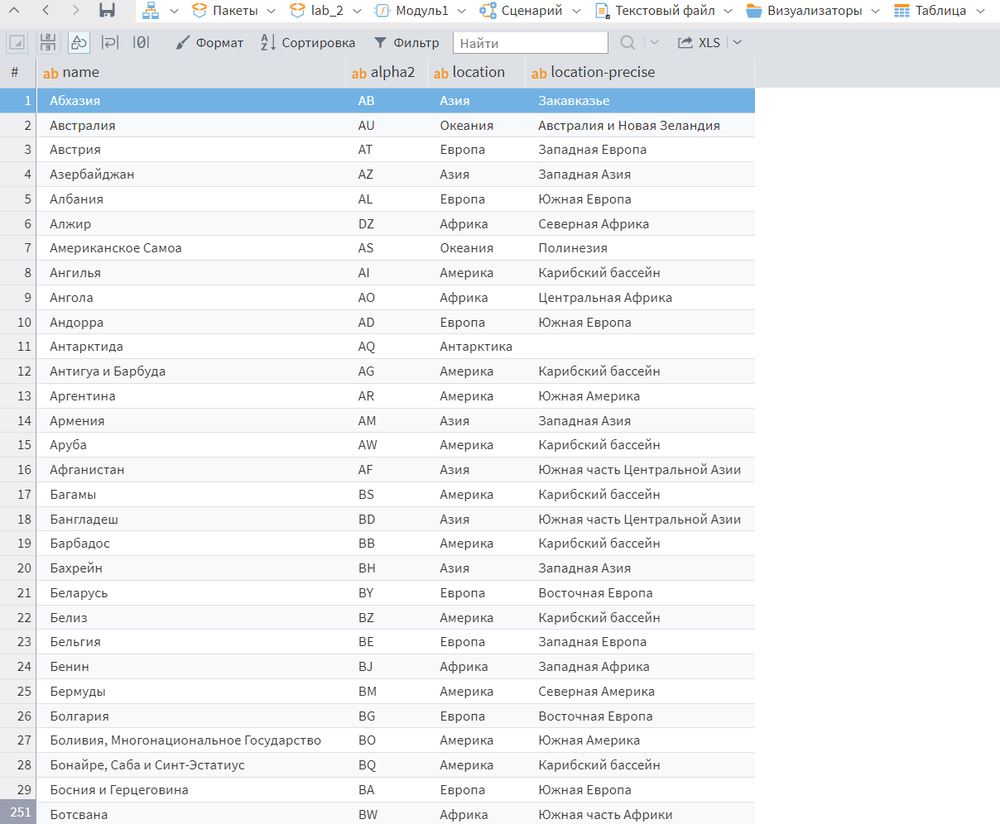 Пакеты lab_2 Модуль1 Сценарий Текстовый файл Визуализаторы Таблица
Формат Сортировка Фильтр Найти XLS
# ab name ab alpha2 ab location ab location-precise
1 Абхазия AB Азия Закавказье
2 Австралия AU Океания Австралия и Новая Зеландия
3 Австрия AT Европа Западная Европа
4 Азербайджан AZ Азия Западная Азия
5 Албания AL Европа Южная Европа
6 Алжир DZ Африка Северная Африка
7 Американское Самоа AS Океания Полинезия
8 Ангилья AI Америка Карибский бассейн
9 Ангола AO Африка Центральная Африка
10 Андорра AD Европа Южная Европа
11 Антарктида AQ Антарктика
12 Антигуа и Барбуда AG Америка Карибский бассейн
13 Аргентина AR Америка Южная Америка
14 Армения AM Азия Западная Азия
15 Аруба AW Америка Карибский бассейн
16 Афганистан AF Азия Южная часть Центральной Азии
17 Багамы BS Америка Карибский бассейн
18 Бангладеш BD Азия Южная часть Центральной Азии
19 Барбадос BB Америка Карибский бассейн
20 Бахрейн BH Азия Западная Азия
21 Беларусь BY Европа Восточная Европа
22 Белиз BZ Америка Карибский бассейн
23 Бельгия BE Европа Западная Европа
24 Бенин BJ Африка Западная Африка
25 Бермуды BM Америка Северная Америка
26 Болгария BG Европа Восточная Европа
27 Боливия, Многонациональное Государство BO Америка Южная Америка
28 Бонайре, Саба и Синт-Эстатиус BQ Америка Карибский бассейн
29 Босния и Герцеговина BA Европа Южная Европа
251 Ботсвана BW Африка Южная часть Африки